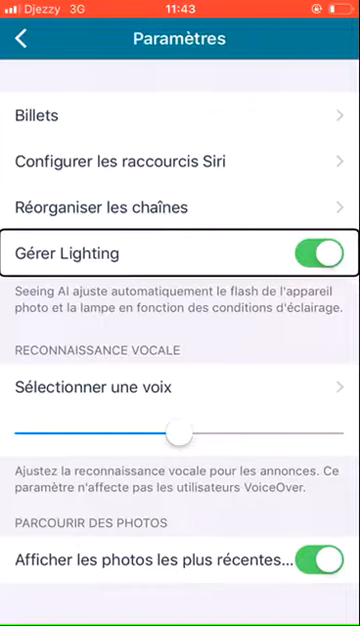 Djezzy 3G 11:43
Paramètres
Billets
Configurer les raccourcis Siri
Réorganiser les chaînes
Gérer Lighting
Seeing AI ajuste automatiquement le flash de l'appareil
photo et la lampe en fonction des conditions d'éclairage.
RECONNAISSANCE VOCALE
Sélectionner une voix
Ajustez la reconnaissance vocale pour les annonces. Ce
paramètre n'affecte pas les utilisateurs VoiceOver.
PARCOURIR DES PHOTOS
Afficher les photos les plus récentes...